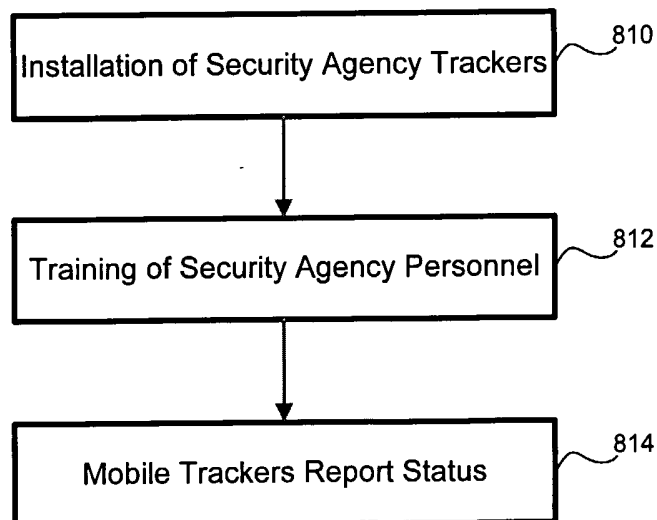 Installation of Security Agency Trackers
810
Training of Security Agency Personnel
812
Mobile Trackers Report Status
814